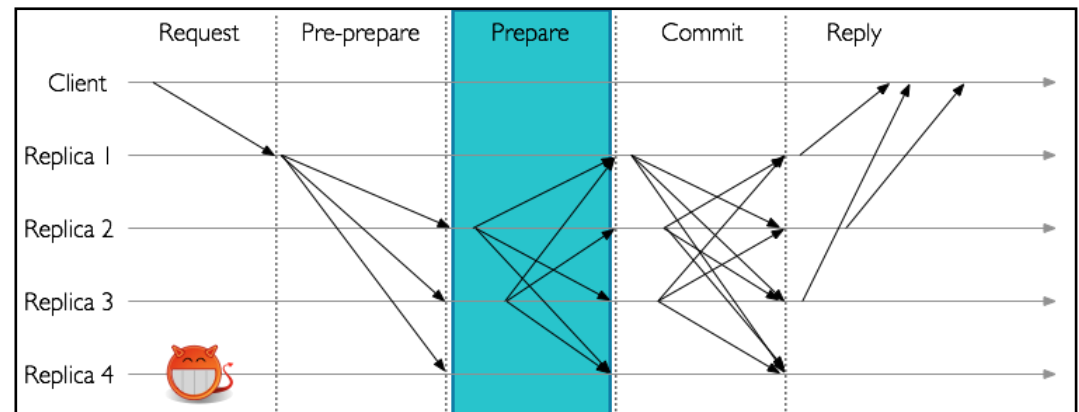 Request Pre-prepare Prepare Commit Reply
Client
Replica 1
Replica 2
Replica 3
Replica 4